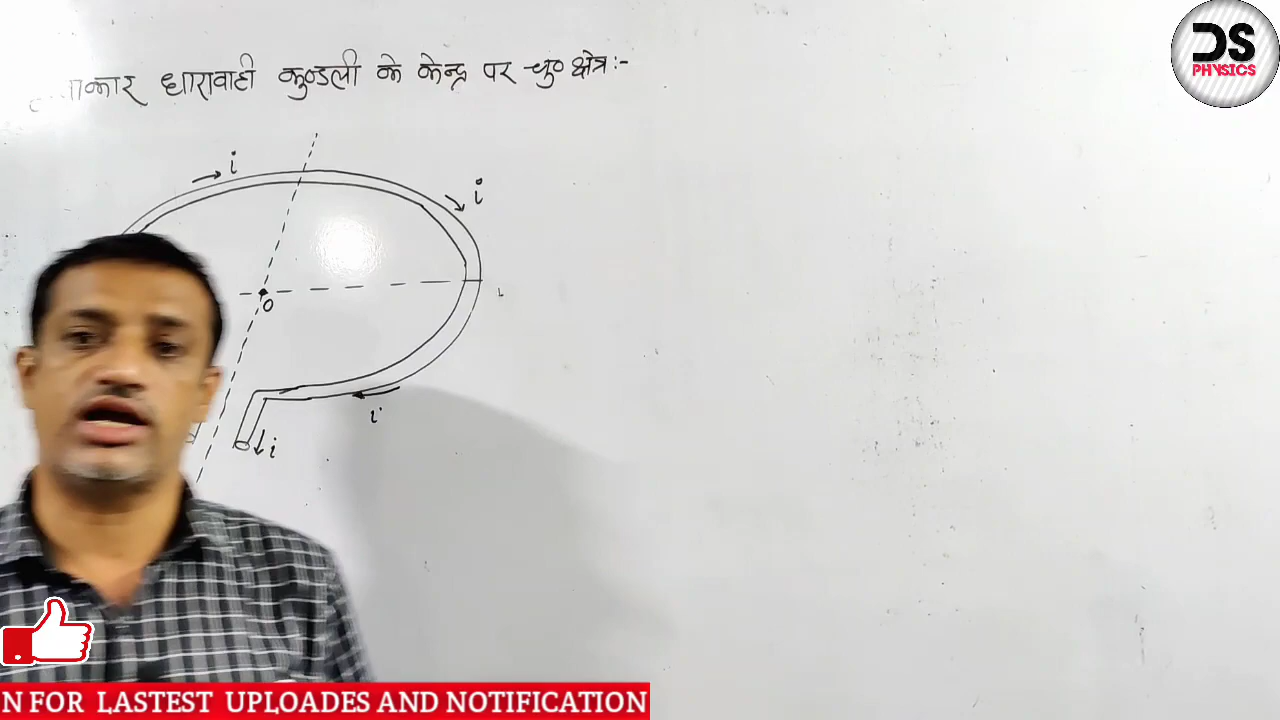 धारावाही कुण्डली के केन्द्र पर चु० क्षेत्र:-
DS
PHYSICS
i
i
O
i
i
N FOR LASTEST UPLOADES AND NOTIFICATION